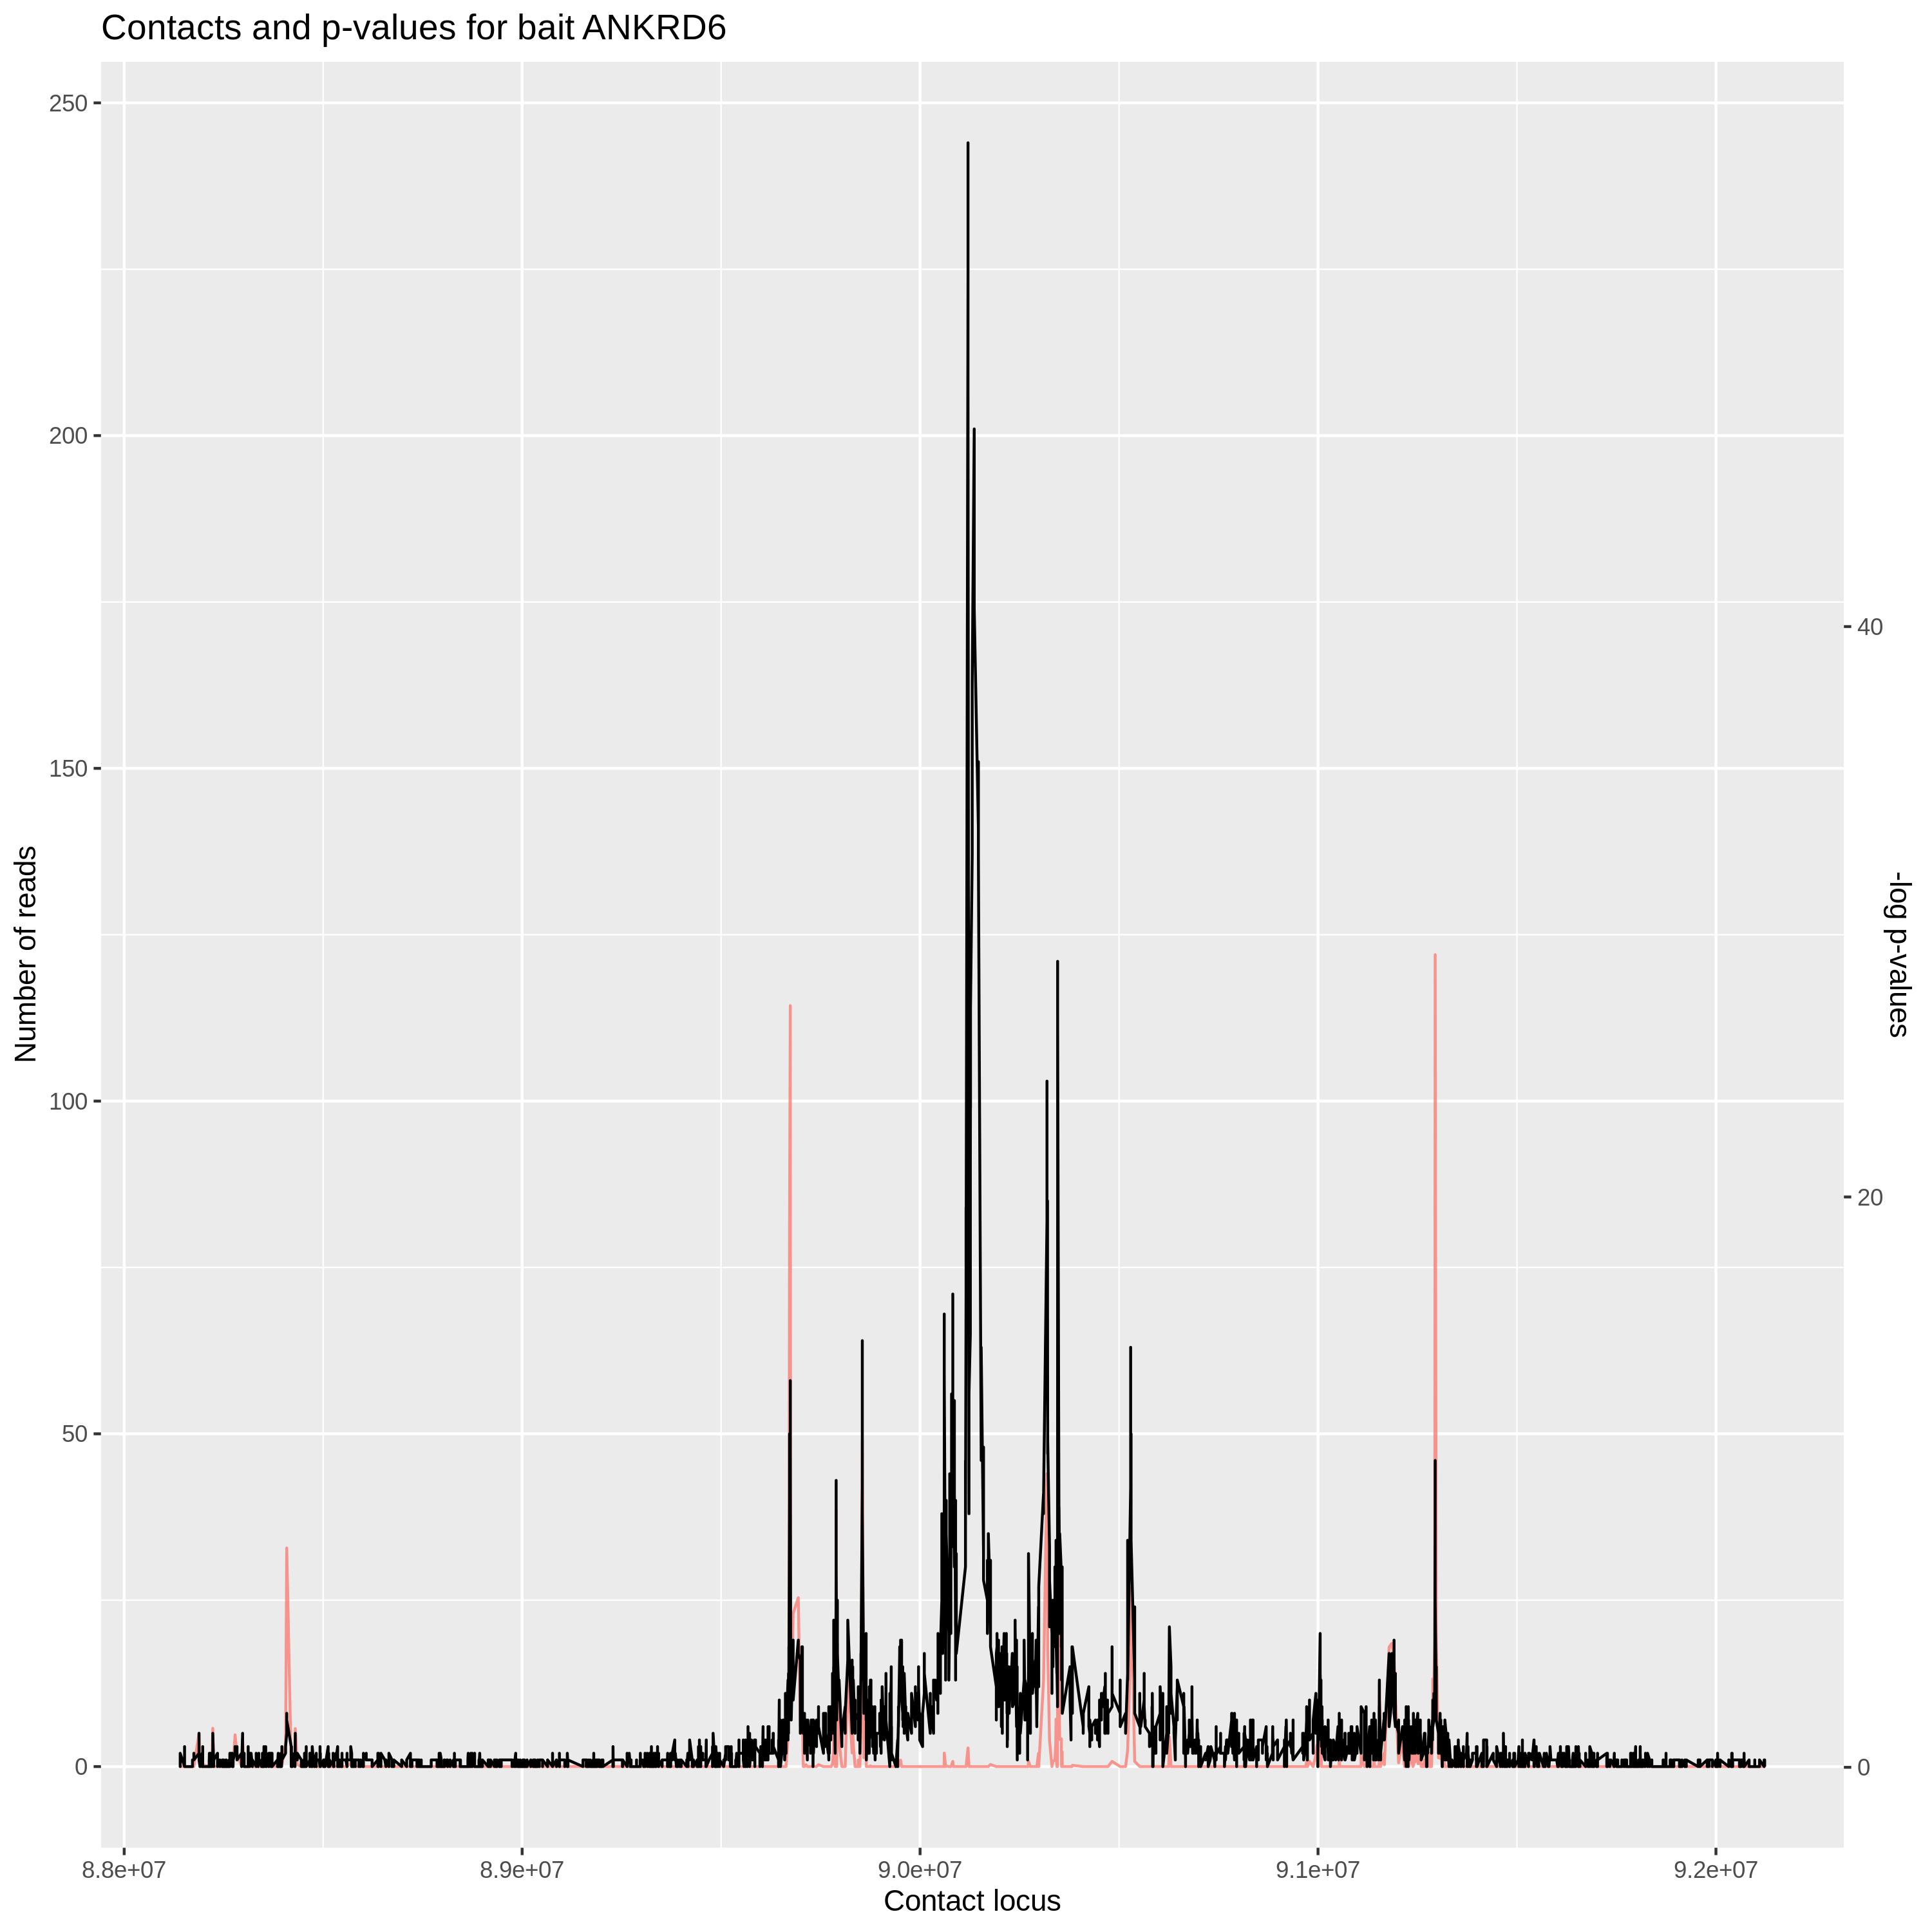 Contacts and p-values for bait ANKRD6
250
200
150
100
50
0
Number of reads
40
20
0
-log p-values
8.8e+07 8.9e+07 9.0e+07 9.1e+07 9.2e+07
Contact locus